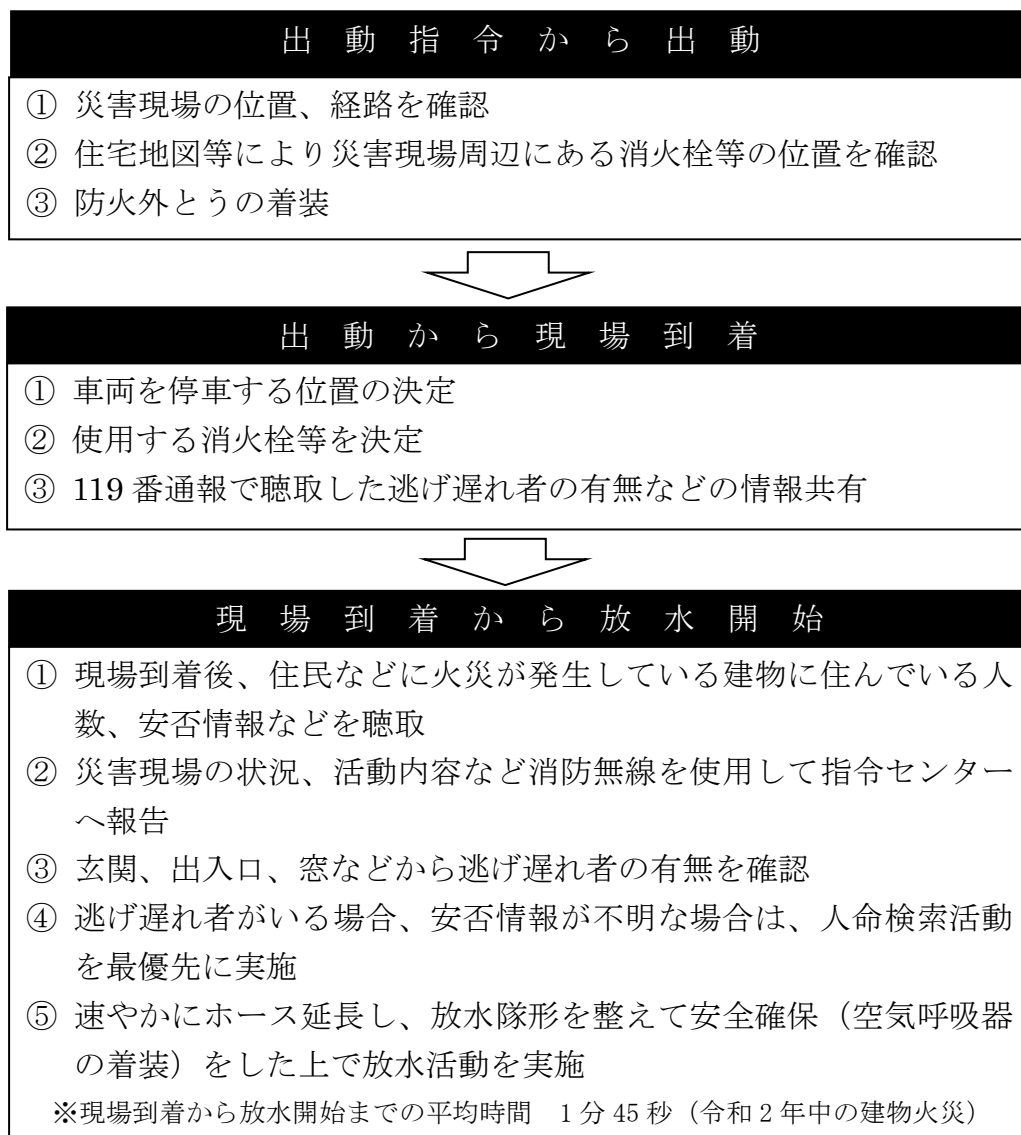 出動指令から出動
① 災害現場の位置、経路を確認
② 住宅地図等により災害現場周辺にある消火栓等の位置を確認
③ 防火外とうの着装
出動から現場到着
① 車両を停車する位置の決定
② 使用する消火栓等を決定
③ 119 番通報で聴取した逃げ遅れ者の有無などの情報共有
現場到着から放水開始
① 現場到着後、住民などに火災が発生している建物に住んでいる人
数、安否情報などを聴取
② 災害現場の状況、活動内容など消防無線を使用して指令センター
へ報告
③ 玄関、出入口、窓などから逃げ遅れ者の有無を確認
④ 逃げ遅れ者がいる場合、安否情報が不明な場合は、人命検索活動
を最優先に実施
⑤ 速やかにホース延長し、放水隊形を整えて安全確保（空気呼吸器
の着装）をした上で放水活動を実施
※現場到着から放水開始までの平均時間　1 分 45 秒（令和 2 年中の建物火災）